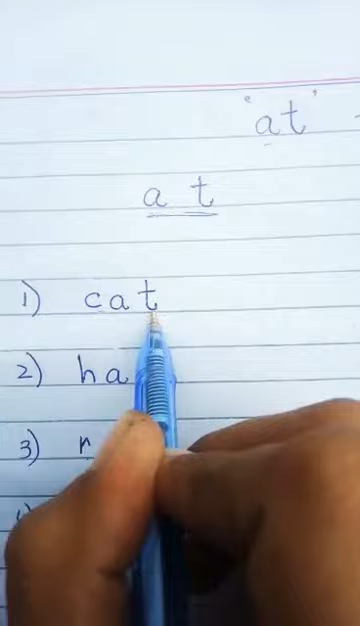 "at"
a t
1) cat
2) ha
3)